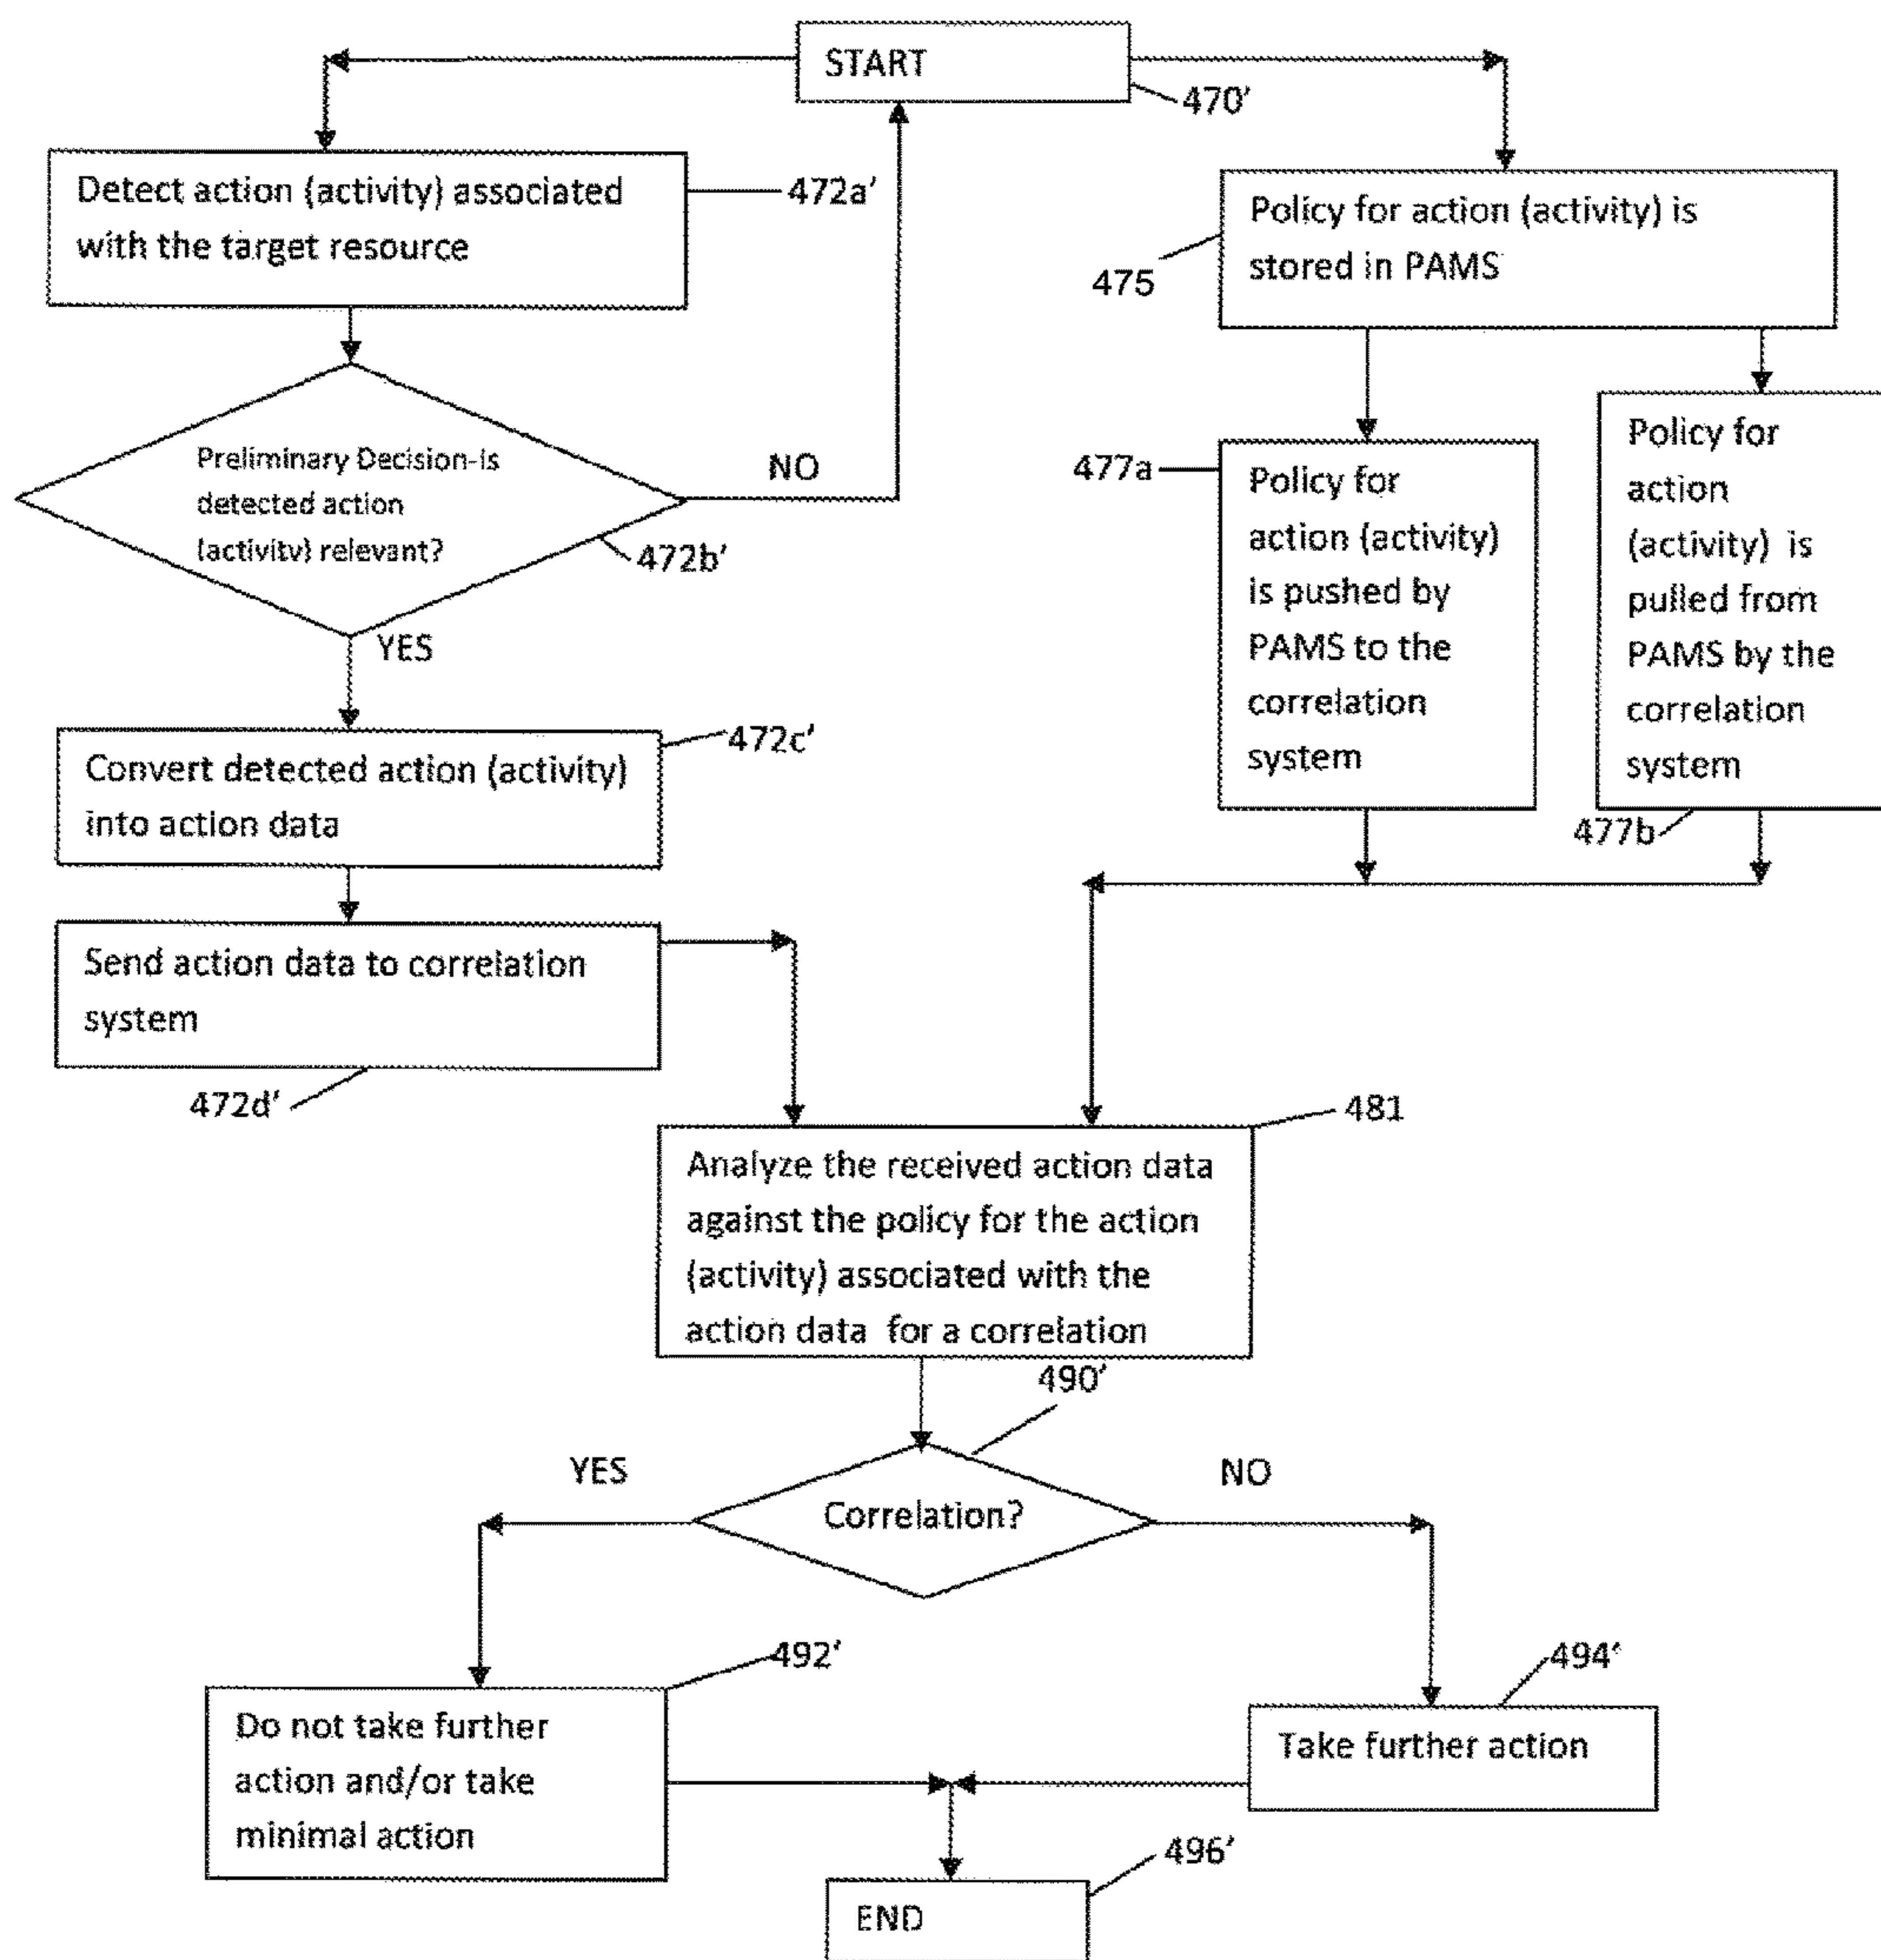 START
470'
Detect action (activity) associated
with the target resource
472a'
Policy for action (activity) is
stored in PAMS
475
Preliminary Decision-is
detected action
(activity) relevant?
NO
472b'
YES
477a
Policy for
action (activity)
is pushed by
PAMS to the
correlation
system
Policy for
action
(activity) is
pulled from
PAMS by the
correlation
system
477b
472c'
Convert detected action (activity)
into action data
Send action data to correlation
system
472d'
481
Analyze the received action data
against the policy for the action
(activity) associated with the
action data for a correlation
490'
YES
NO
Correlation?
492'
494'
Do not take further
action and/or take
minimal action
Take further action
496'
END